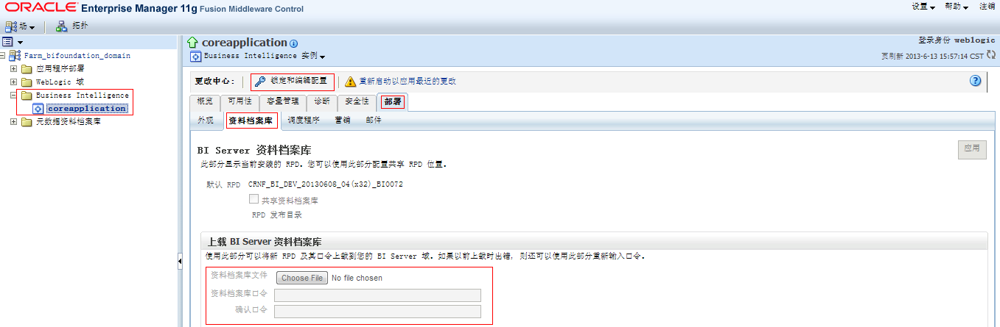 ORACLE Enterprise Manager 11g Fusion Middleware Control
设置 帮助 注销
场 拓扑
Farm_bifoundation_domain
应用程序部署
WebLogic 域
Business Intelligence
coreapplication
元数据资料档案库
coreapplication
登录身份 weblogic
Business Intelligence 实例
页刷新 2013-6-13 15:57:14 CST
更改中心: 锁定和编辑配置 重新启动以应用最近的更改
概览 可用性 容量管理 诊断 安全性 部署
外观 资料档案库 调度程序 营销 邮件
BI Server 资料档案库
应用
此部分显示当前安装的 RPD. 您可以使用此部分配置共享 RPD 位置.
默认 RPD CRNF_BI_DEV_20130608_04(x32)_BI0072
共享资料档案库
RPD 发布目录
上载 BI Server 资料档案库
使用此部分可以将新 RPD 及其口令上载到您的 BI Server 域. 如果以前上载时出错, 则还可以使用此部分重新输入口令.
资料档案库文件 Choose File No file chosen
资料档案库口令
确认口令